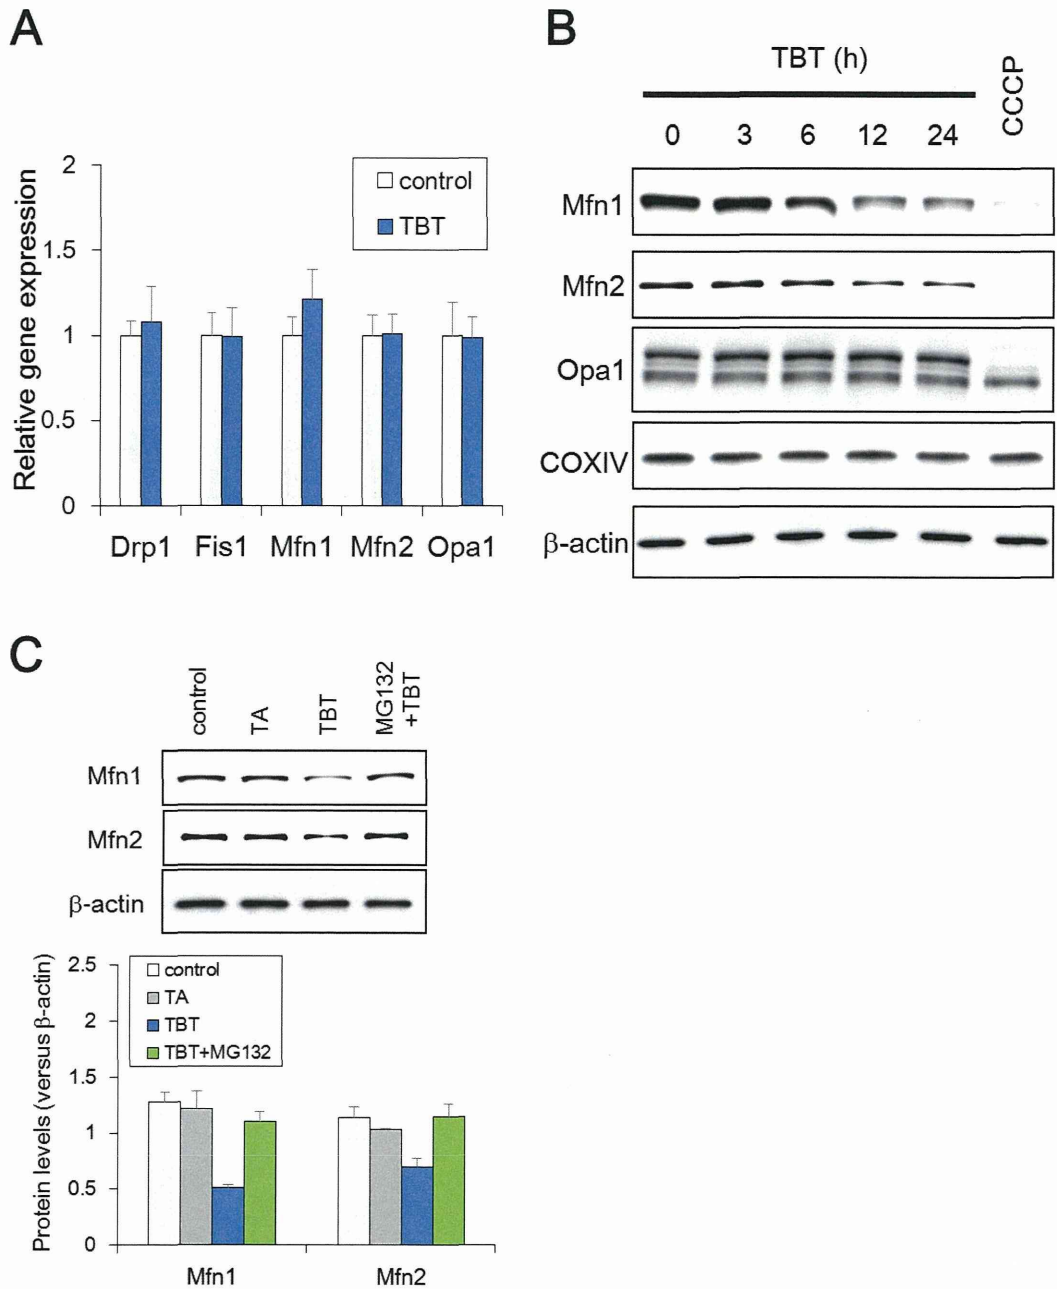 A
Relative gene expression
2
1.5
1
0.5
0
control
TBT
Drp1 Fis1 Mfn1 Mfn2 Opa1
B
TBT (h)
CCCP
0 3 6 12 24
Mfn1
Mfn2
Opa1
COXIV
β-actin
C
control
TA
TBT
MG132
+TBT
Mfn1
Mfn2
β-actin
Protein levels (versus β-actin)
2.5
2
1.5
1
0.5
0
control
TA
TBT
TBT+MG132
Mfn1 Mfn2